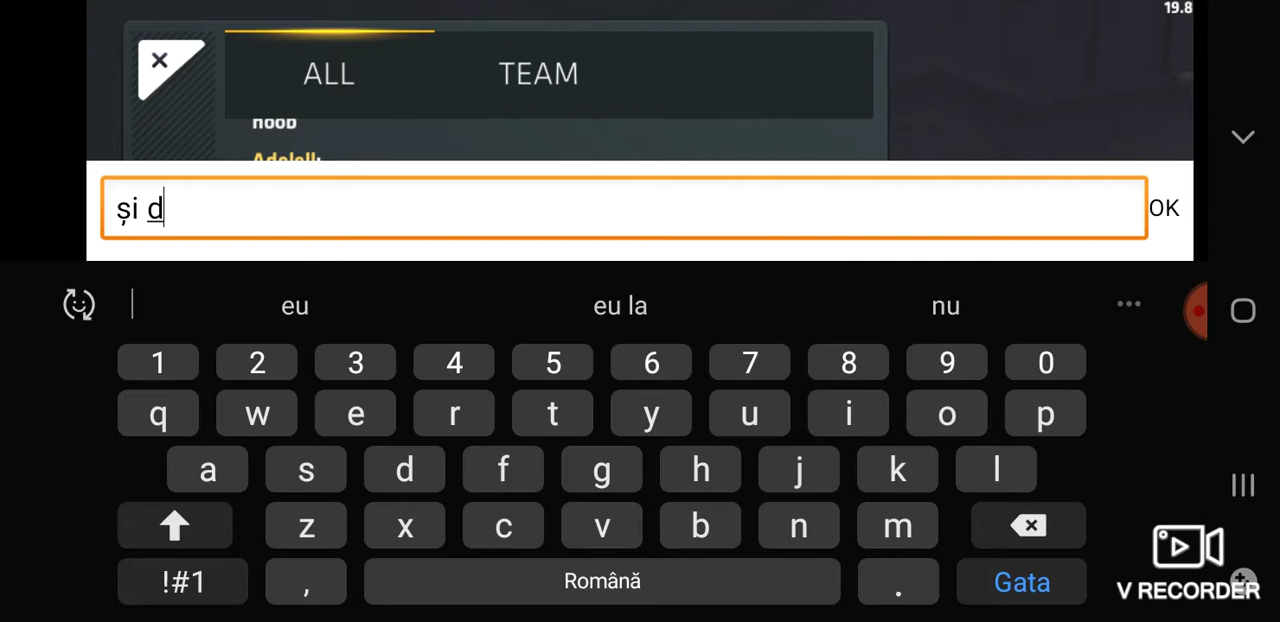 19.8
×
ALL TEAM
noob
Adolell:
și d
OK
eu eu la nu
1 2 3 4 5 6 7 8 9 0
q w e r t y u i o p
a s d f g h j k l
z x c v b n m
!#1 , Română . Gata
V RECORDER